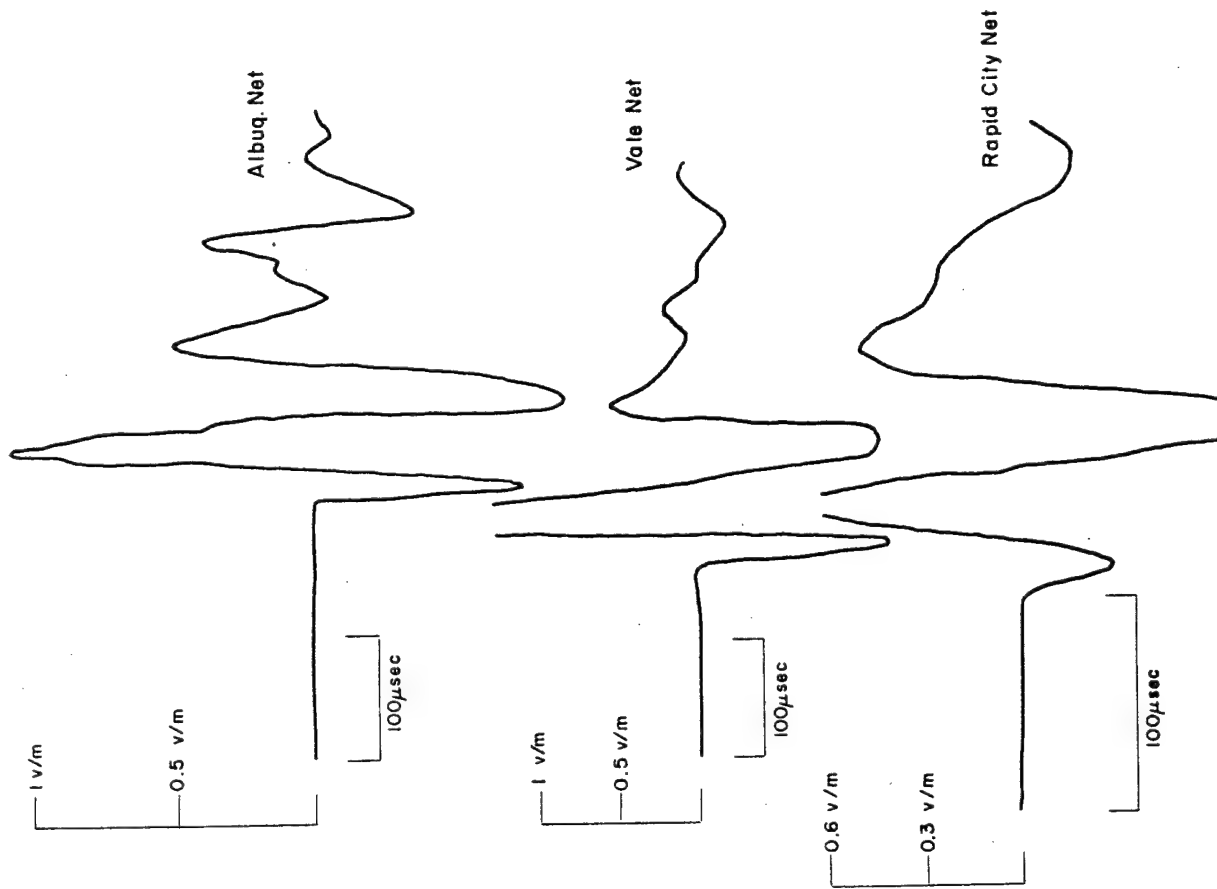 1 v/m
0.5 v/m
100μsec
Albuq. Net
1 v/m
0.5 v/m
100μsec
Vale Net
0.6 v/m
0.3 v/m
100μsec
Rapid City Net